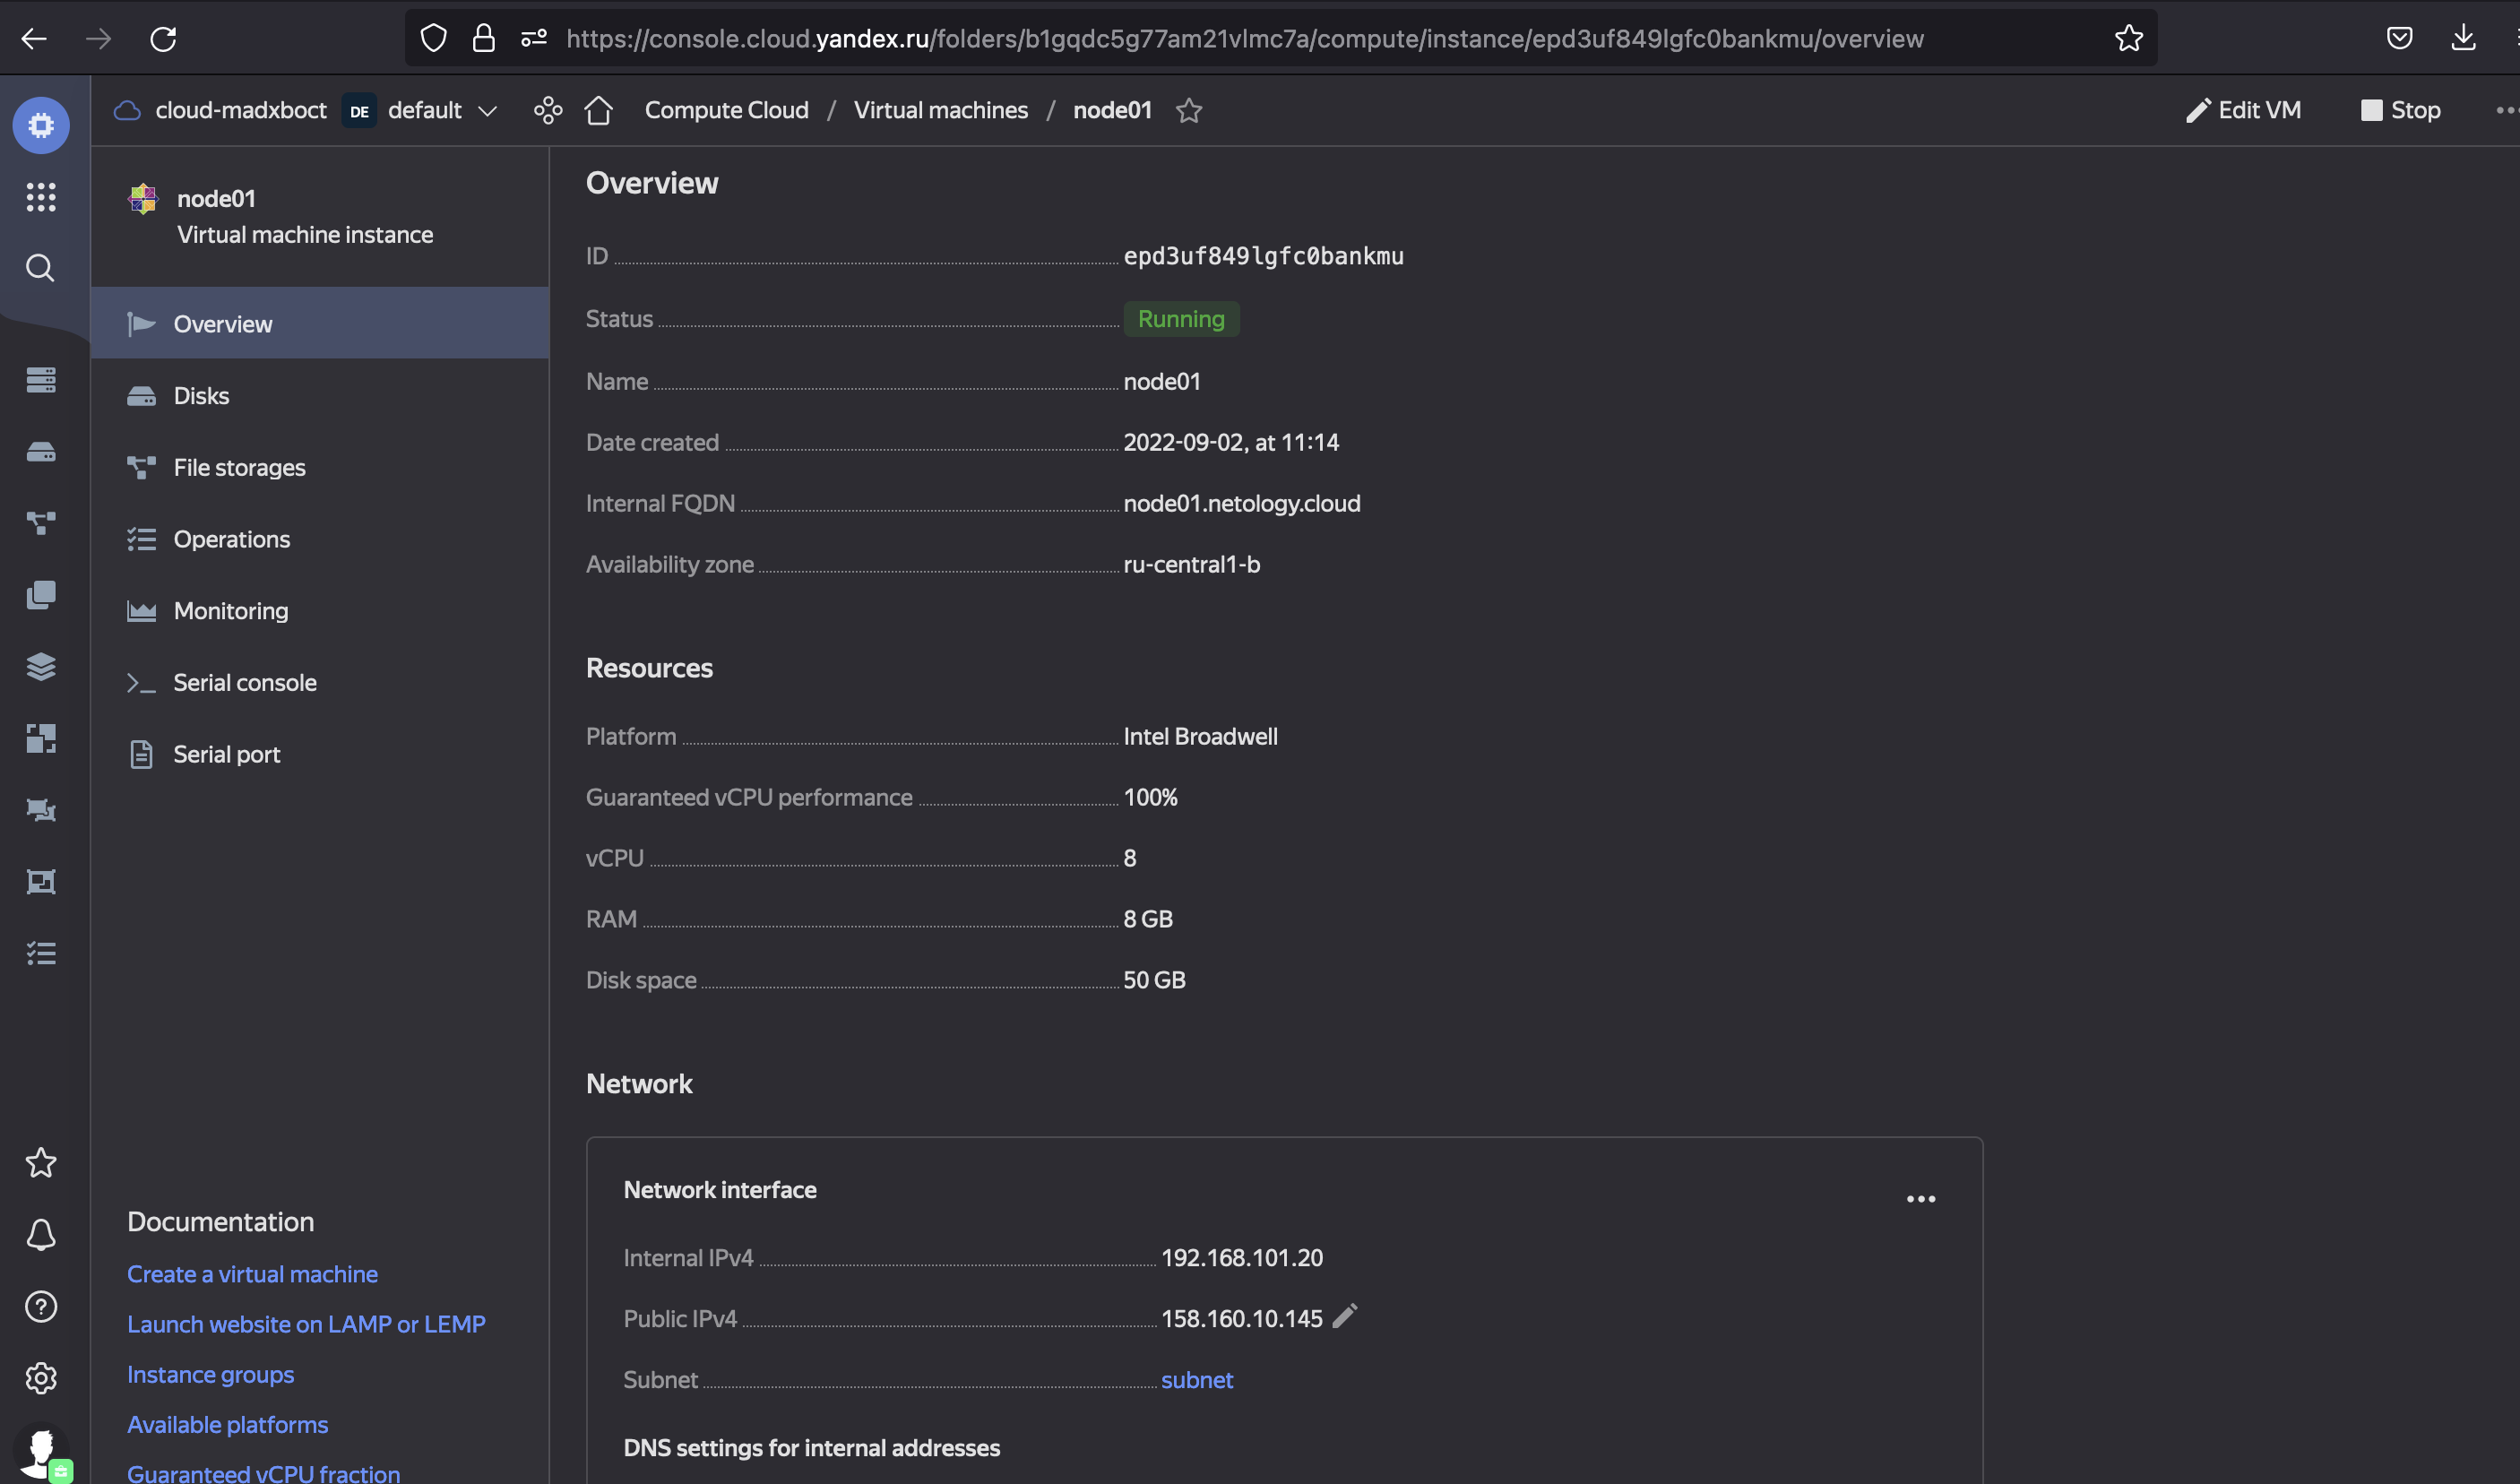 https://console.cloud.yandex.ru/folders/b1gqdc5g77am21vlmc7a/compute/instance/epd3uf849lgfc0bankmu/overview
cloud-madxboct DE default Compute Cloud / Virtual machines / node01 Edit VM Stop
node01
Virtual machine instance
Overview
Disks
File storages
Operations
Monitoring
Serial console
Serial port
Documentation
Create a virtual machine
Launch website on LAMP or LEMP
Instance groups
Available platforms
Guaranteed vCPU fraction
Overview
ID epd3uf849lgfc0bankmu
Status Running
Name node01
Date created 2022-09-02, at 11:14
Internal FQDN node01.netology.cloud
Availability zone ru-central1-b
Resources
Platform Intel Broadwell
Guaranteed vCPU performance 100%
vCPU 8
RAM 8 GB
Disk space 50 GB
Network
Network interface
Internal IPv4 192.168.101.20
Public IPv4 158.160.10.145
Subnet subnet
DNS settings for internal addresses